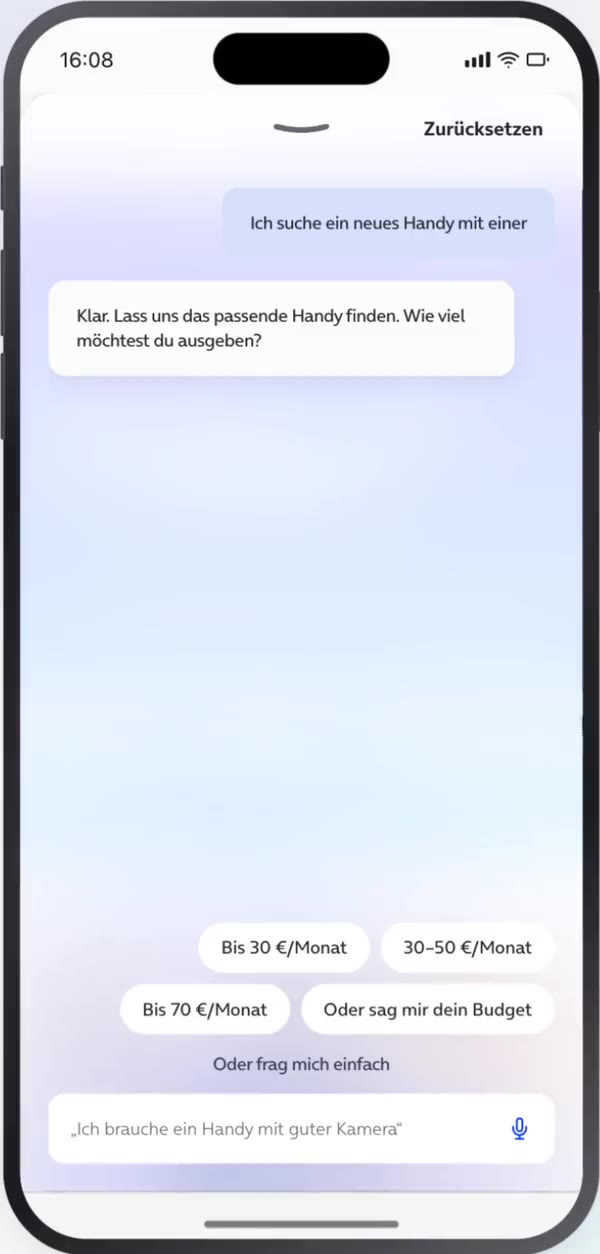 16:08
Zurücksetzen
Ich suche ein neues Handy mit einer
Klar. Lass uns das passende Handy finden. Wie viel
möchtest du ausgeben?
Bis 30 €/Monat
30–50 €/Monat
Bis 70 €/Monat
Oder sag mir dein Budget
Oder frag mich einfach
„Ich brauche ein Handy mit guter Kamera“